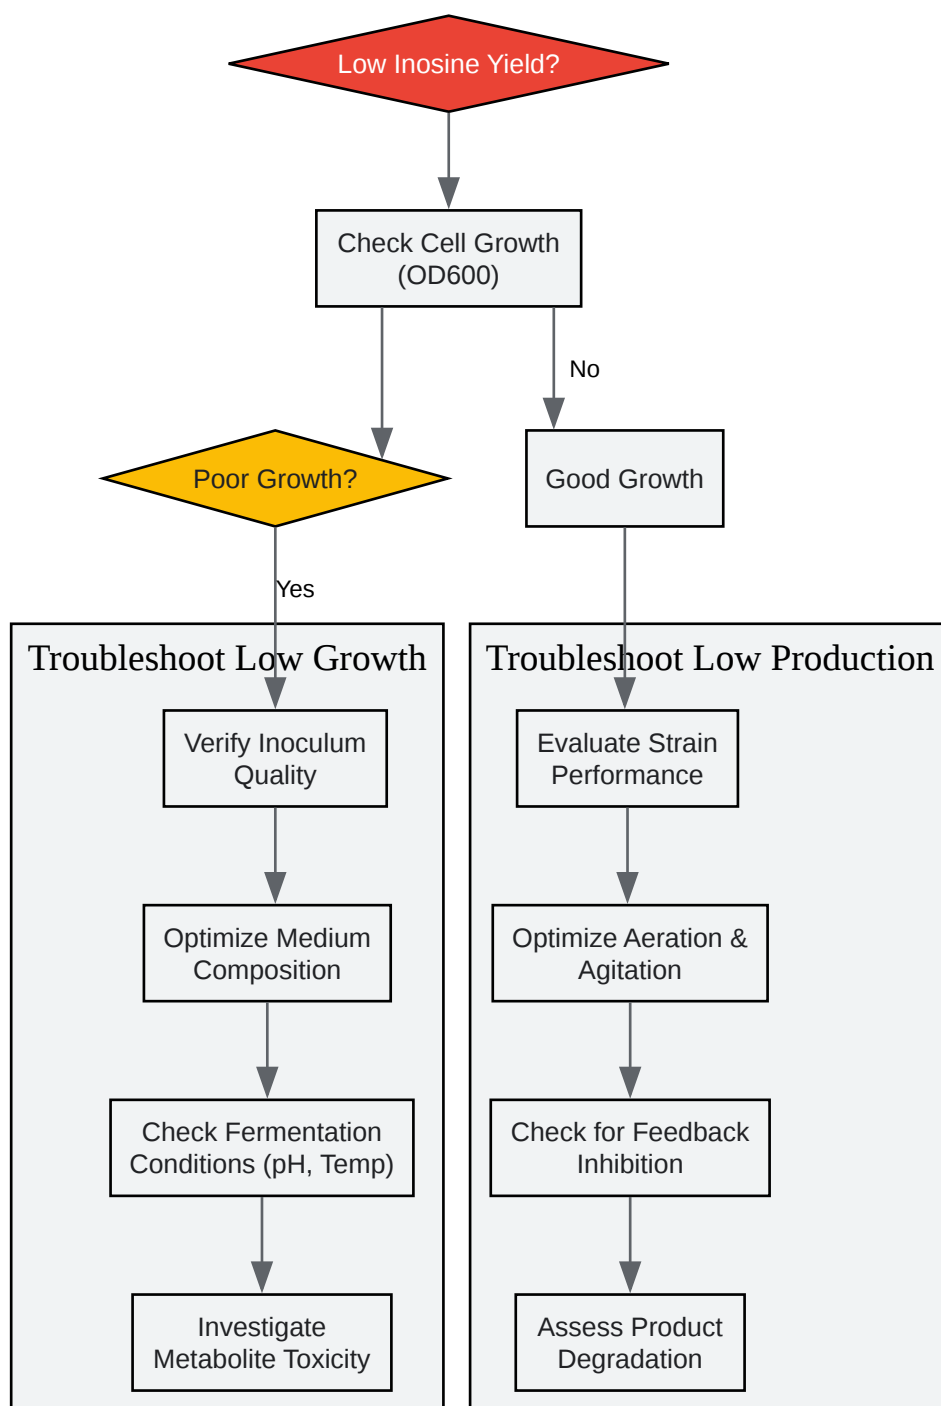 Low Inosine Yield?
Check Cell Growth
(OD600)
No
Poor Growth?
Good Growth
Yes
Troubleshoot Low Growth
Verify Inoculum
Quality
Optimize Medium
Composition
Check Fermentation
Conditions (pH, Temp)
Investigate
Metabolite Toxicity
Troubleshoot Low Production
Evaluate Strain
Performance
Optimize Aeration &
Agitation
Check for Feedback
Inhibition
Assess Product
Degradation